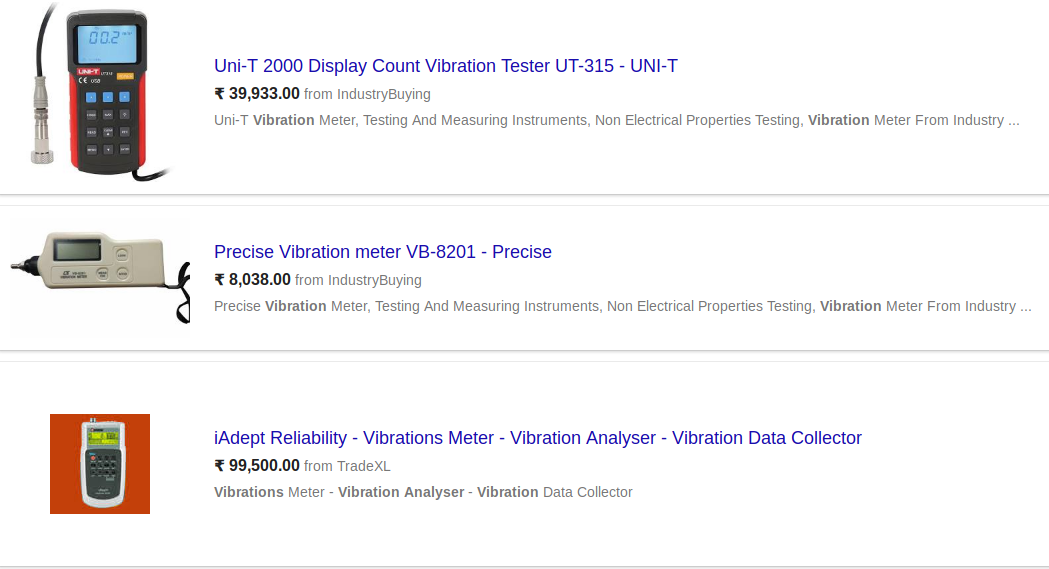 00.2
UNI-T UT315
CE USB
Uni-T 2000 Display Count Vibration Tester UT-315 - UNI-T
₹ 39,933.00 from IndustryBuying
Uni-T Vibration Meter, Testing And Measuring Instruments, Non Electrical Properties Testing, Vibration Meter From Industry ...
VIBRATION METER
Precise Vibration meter VB-8201 - Precise
₹ 8,038.00 from IndustryBuying
Precise Vibration Meter, Testing And Measuring Instruments, Non Electrical Properties Testing, Vibration Meter From Industry ...
iAdept Reliability - Vibrations Meter - Vibration Analyser - Vibration Data Collector
₹ 99,500.00 from TradeXL
Vibrations Meter - Vibration Analyser - Vibration Data Collector